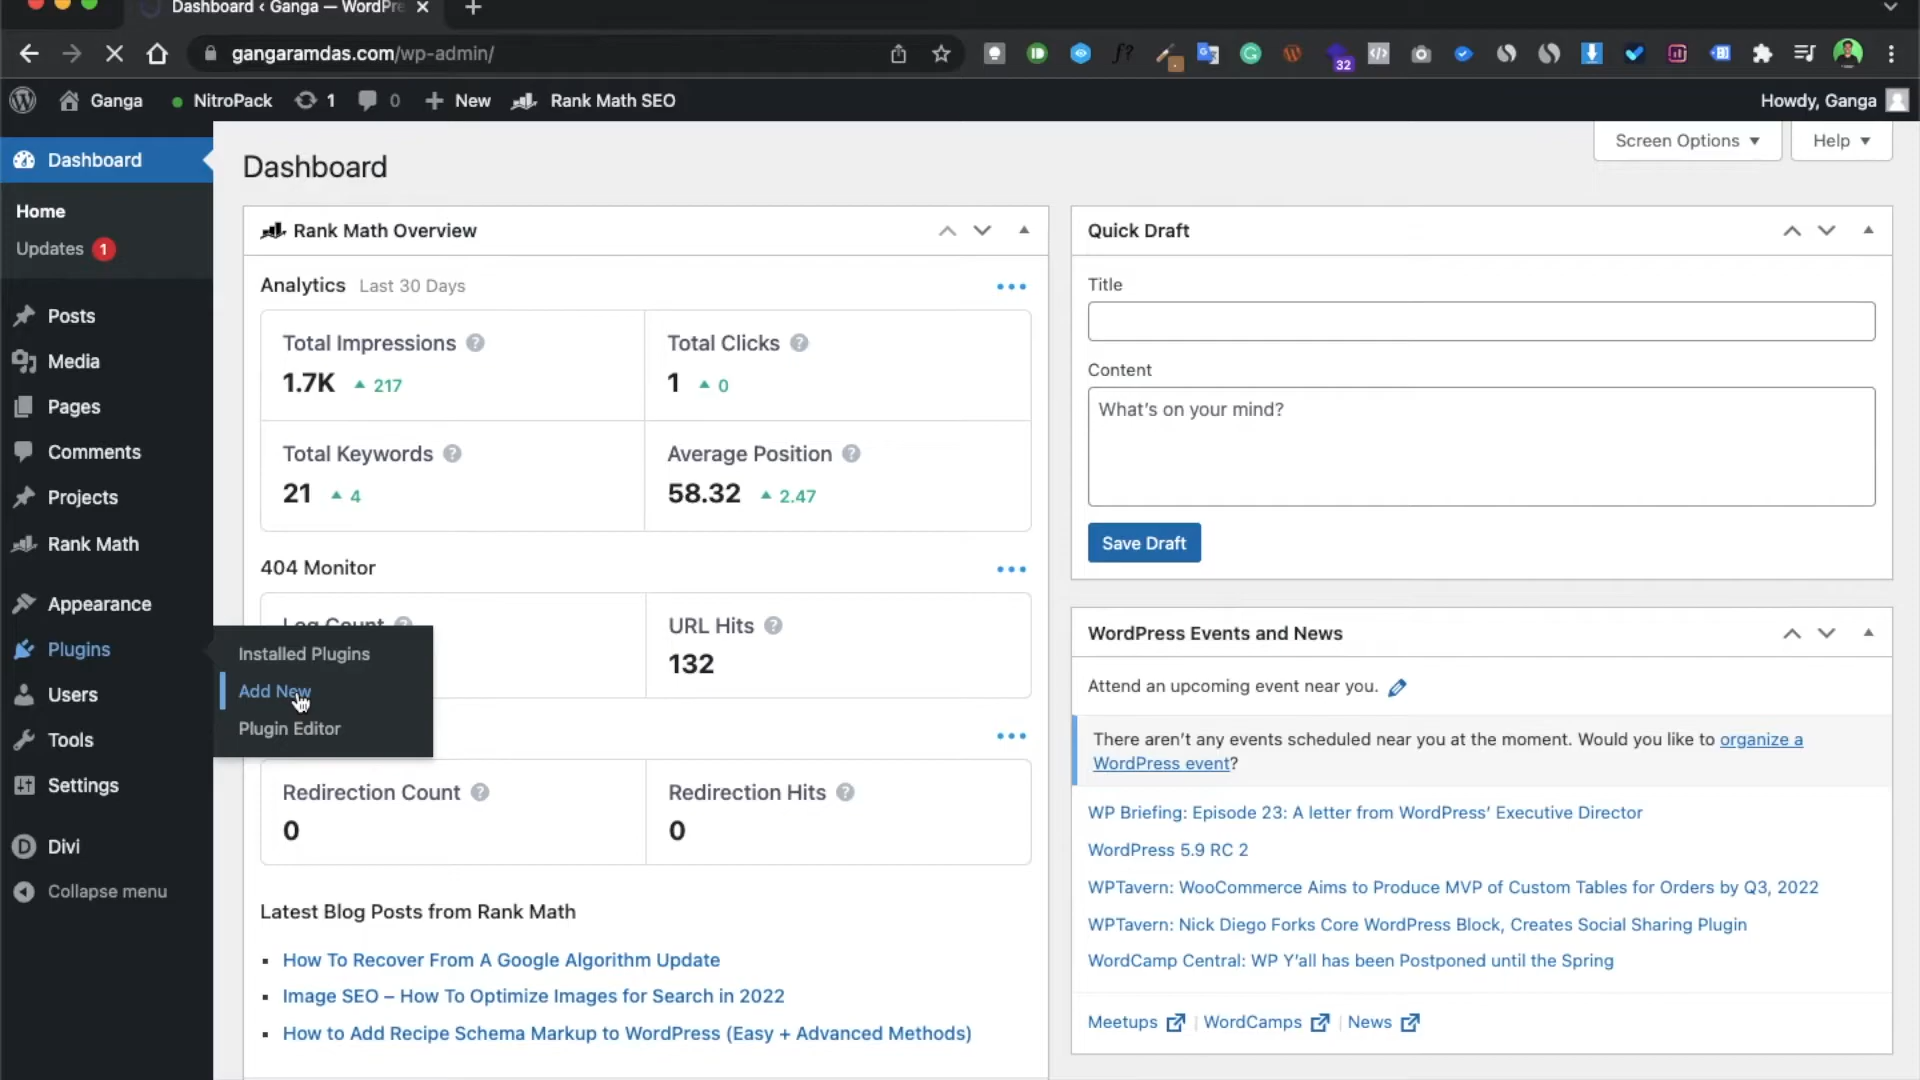 Dashboard ‹ Ganga — WordPre
gangaramdas.com/wp-admin/
32
Ganga
NitroPack
1
0
New
Rank Math SEO
Howdy, Ganga
Dashboard
Home
Updates 1
Posts
Media
Pages
Comments
Projects
Rank Math
Appearance
Plugins
Users
Tools
Settings
Divi
Collapse menu
Installed Plugins
Add New
Plugin Editor
Dashboard
Screen Options
Help
Rank Math Overview
Analytics Last 30 Days
Total Impressions
1.7K 217
Total Clicks
1 0
Total Keywords
21 4
Average Position
58.32 2.47
404 Monitor
Log Count
URL Hits
132
Redirection Count
0
Redirection Hits
0
Latest Blog Posts from Rank Math
How To Recover From A Google Algorithm Update
Image SEO – How To Optimize Images for Search in 2022
How to Add Recipe Schema Markup to WordPress (Easy + Advanced Methods)
Quick Draft
Title
Content
What's on your mind?
Save Draft
WordPress Events and News
Attend an upcoming event near you.
There aren't any events scheduled near you at the moment. Would you like to organize a
WordPress event?
WP Briefing: Episode 23: A letter from WordPress' Executive Director
WordPress 5.9 RC 2
WPTavern: WooCommerce Aims to Produce MVP of Custom Tables for Orders by Q3, 2022
WPTavern: Nick Diego Forks Core WordPress Block, Creates Social Sharing Plugin
WordCamp Central: WP Y'all has been Postponed until the Spring
Meetups | WordCamps | News